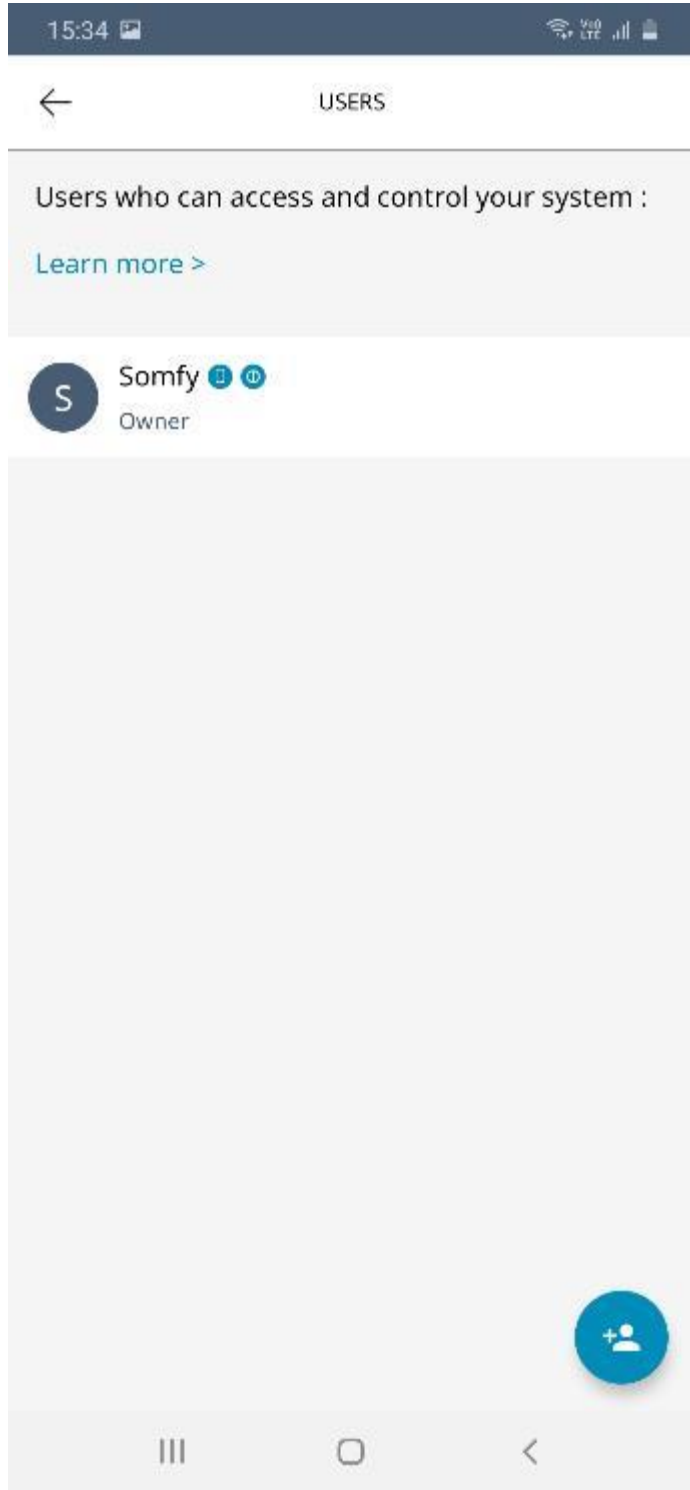 15:34
USERS
Users who can access and control your system :
Learn more >
S
Somfy
Owner